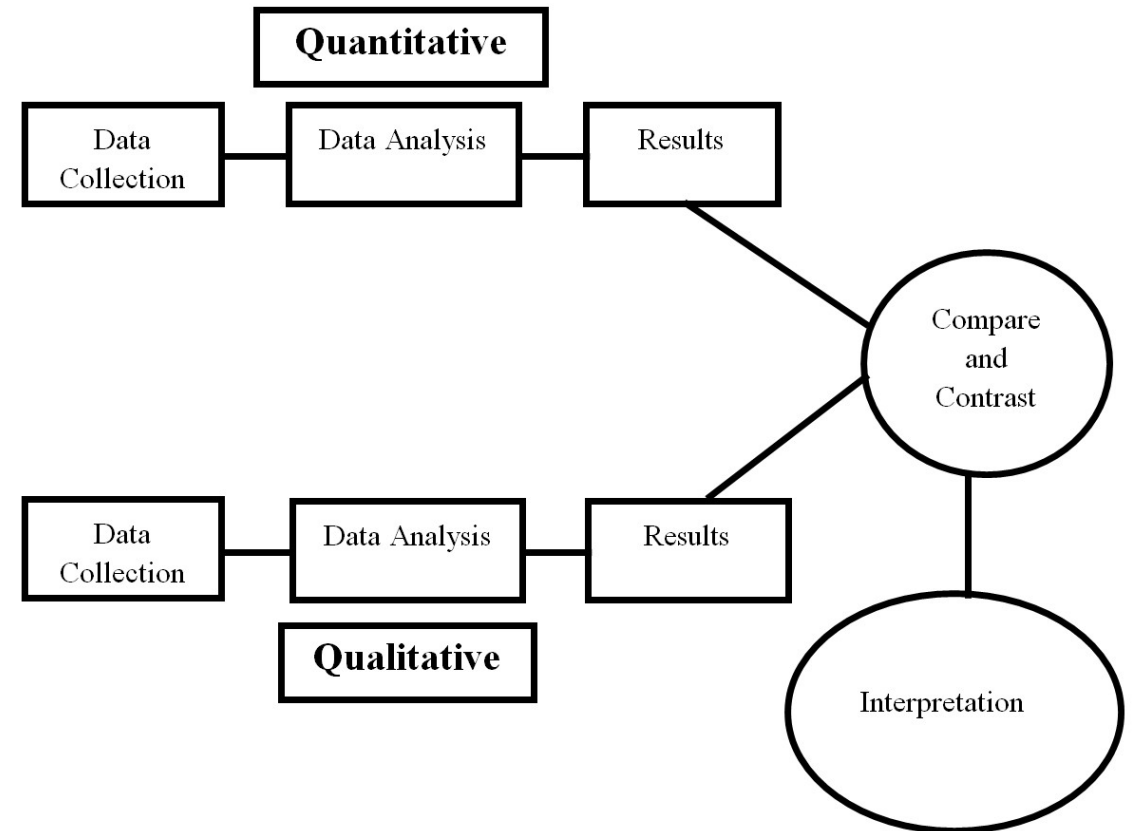 Quantitative
Data
Collection
Data Analysis
Results
Compare
and
Contrast
Data
Collection
Data Analysis
Results
Qualitative
Interpretation